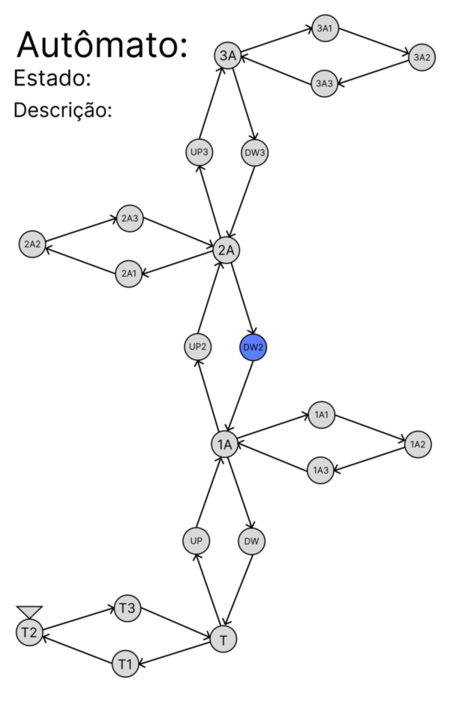 Autômato:
Estado:
Descrição:
3A
3A1
3A2
3A3
UP3
DW3
2A3
2A2
2A1
2A
UP2
DW2
1A
1A1
1A2
1A3
UP
DW
T3
T2
T1
T